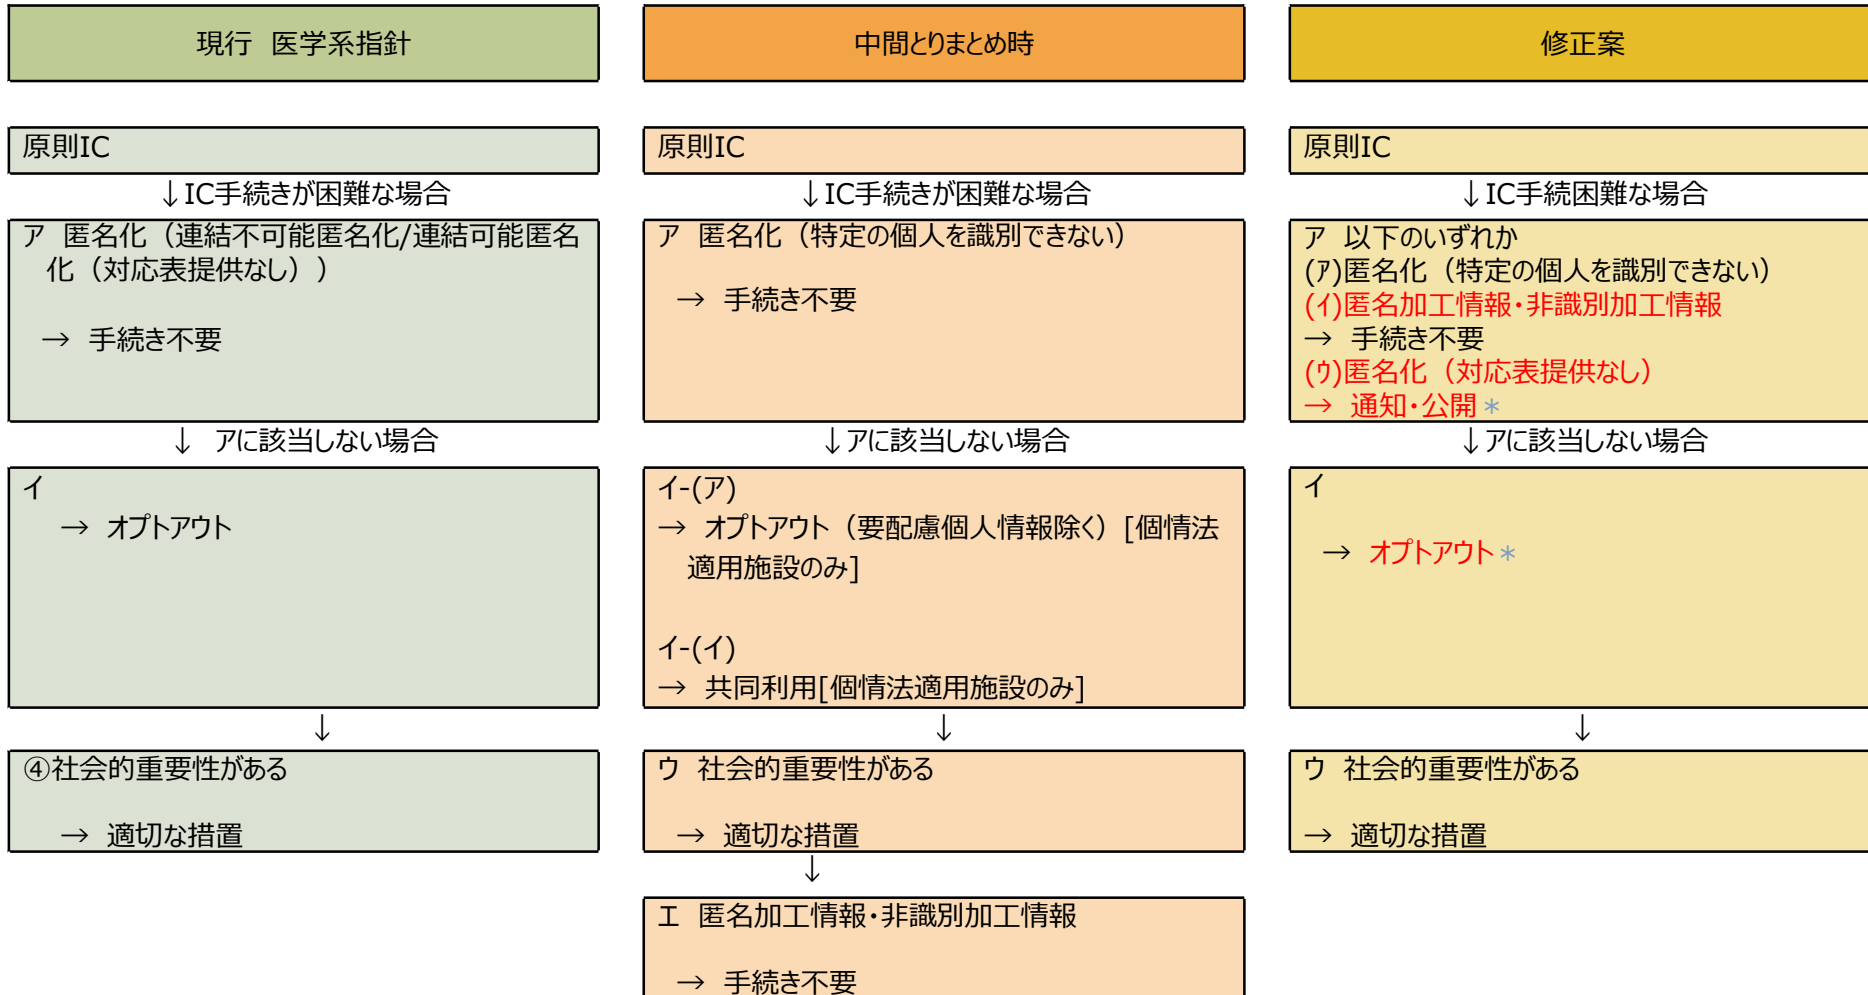 現行 医学系指針
原則IC
↓IC手続きが困難な場合
ア 匿名化（連結不可能匿名化/連結可能匿名
化（対応表提供なし））
→ 手続き不要
↓ アに該当しない場合
イ
→ オプトアウト
↓
④社会的重要性がある
→ 適切な措置
中間とりまとめ時
原則IC
↓IC手続きが困難な場合
ア 匿名化（特定の個人を識別できない）
→ 手続き不要
↓アに該当しない場合
イ-(ア)
→ オプトアウト（要配慮個人情報除く）[個情法
適用施設のみ]
イ-(イ)
→ 共同利用[個情法適用施設のみ]
↓
ウ 社会的重要性がある
→ 適切な措置
↓
エ 匿名加工情報・非識別加工情報
→ 手続き不要
修正案
原則IC
↓IC手続困難な場合
ア 以下のいずれか
(ｱ)匿名化（特定の個人を識別できない）
(ｲ)匿名加工情報・非識別加工情報
→ 手続き不要
(ｳ)匿名化（対応表提供なし）
→ 通知・公開＊
↓アに該当しない場合
イ
→ オプトアウト＊
↓
ウ 社会的重要性がある
→ 適切な措置